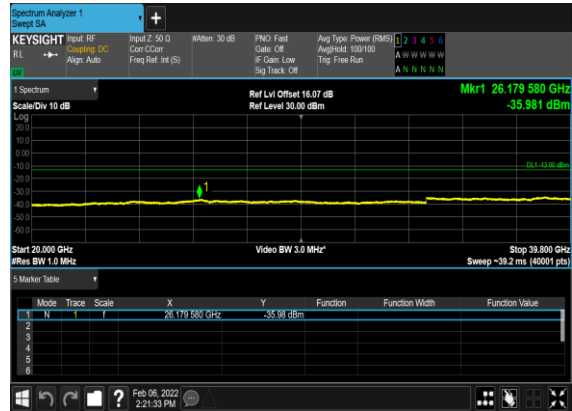 Spectrum Analyzer 1
Swept SA
+
KEYSIGHT Input: RF Input Z: 50 Ω #Atten: 30 dB PNO: Fast Avg Type: Power (RMS) 1 2 3 4 5 6
RL Coupling: DC Corr CCorr Gate: Off Avg|Hold: 100/100 A W W W W W
Align: Auto Freq Ref: Int (S) IF Gain: Low Trig: Free Run
Sig Track: Off A N N N N N
1 Spectrum Ref Lvl Offset 16.07 dB Mkr1 26.179 580 GHz
Scale/Div 10 dB Ref Level 30.00 dBm -35.981 dBm
Log
20.0
10.0
0.00
-10.0 DL1 -13.00 dBm
-20.0
-30.0 1
-40.0
-50.0
-60.0
Start 20.000 GHz Video BW 3.0 MHz* Stop 39.800 GHz
#Res BW 1.0 MHz Sweep ~39.2 ms (40001 pts)
5 Marker Table
Mode Trace Scale X Y Function Function Width Function Value
1 N 1 f 26.179 580 GHz -35.98 dBm
2
3
4
5
6
? Feb 06, 2022
2:21:33 PM